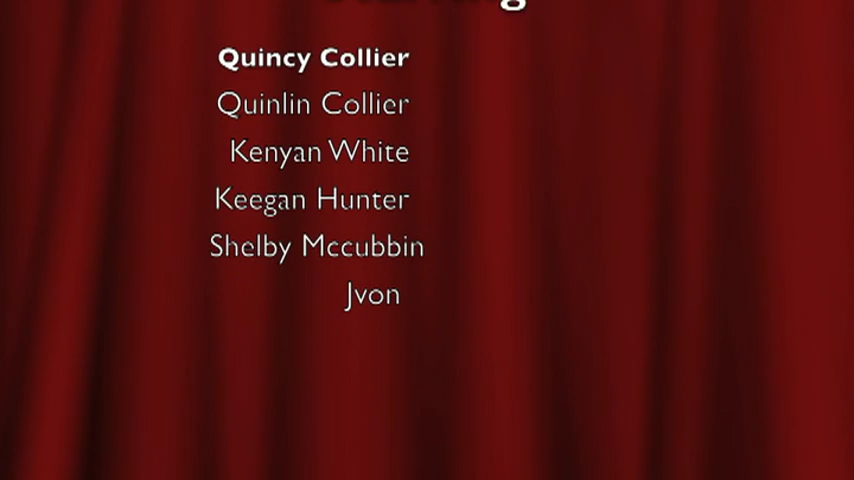 Quincy Collier
Quinlin Collier
Kenyan White
Keegan Hunter
Shelby Mccubbin
Jvon